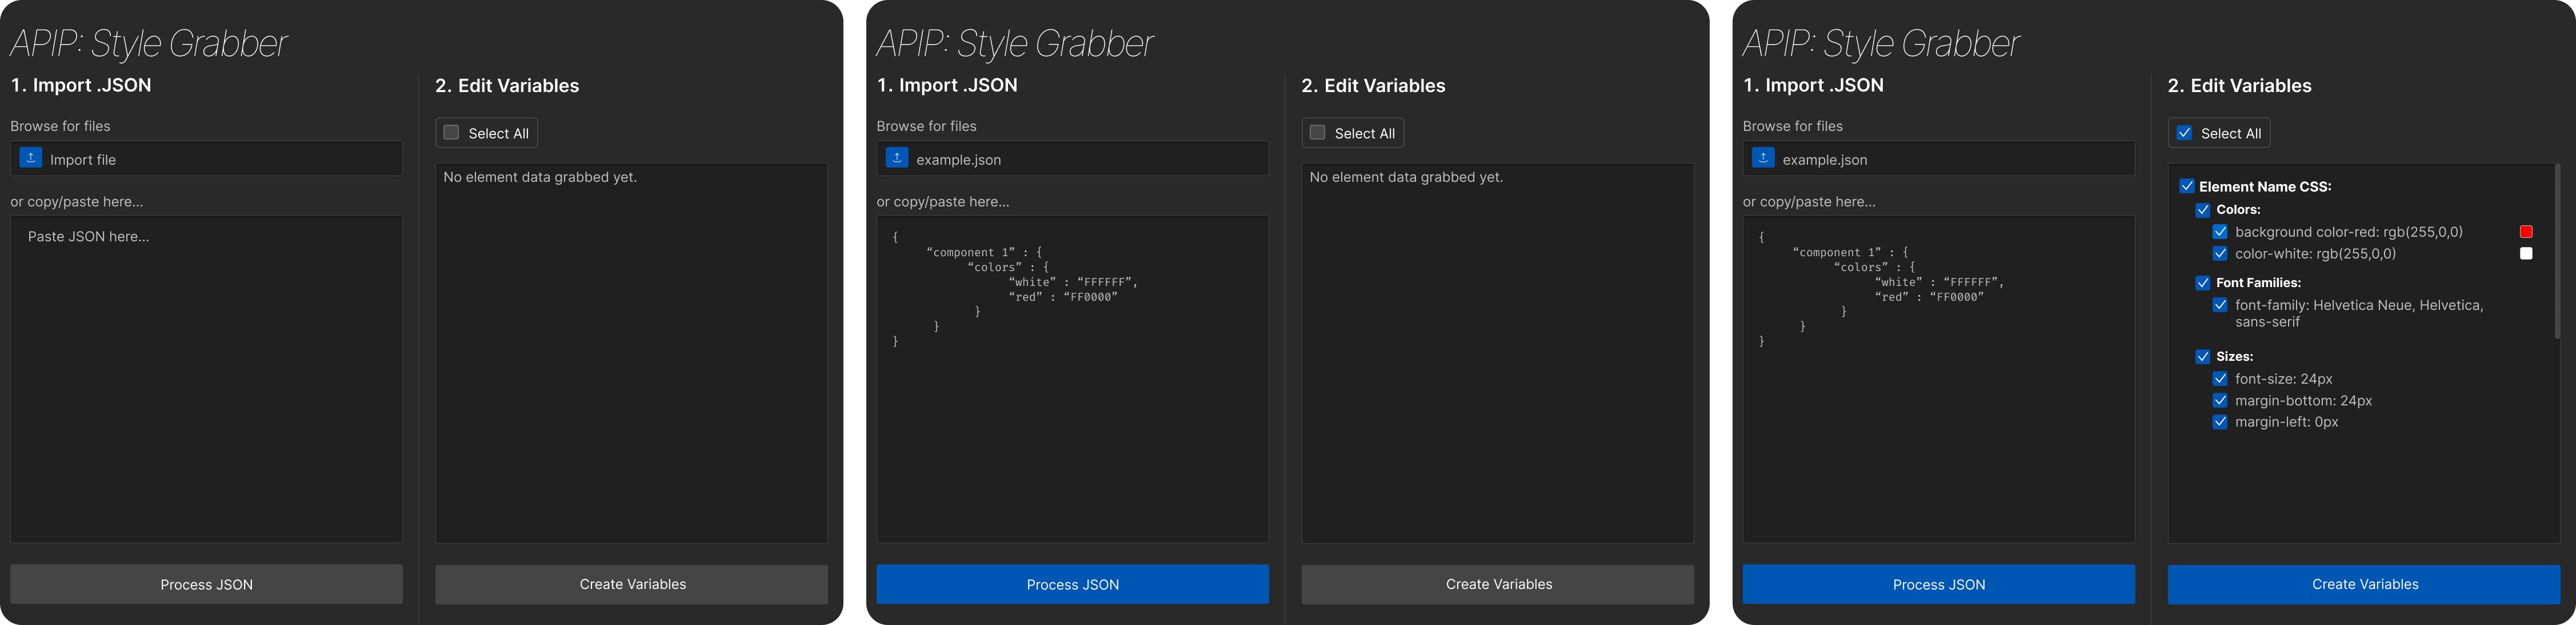 APIP: Style Grabber
1. Import .JSON
Browse for files
Import file
or copy/paste here...
Paste JSON here...
Process JSON
2. Edit Variables
Select All
No element data grabbed yet.
Create Variables
APIP: Style Grabber
1. Import .JSON
Browse for files
example.json
or copy/paste here...
{
“component 1” : {
“colors” : {
“white” : “FFFFFF”,
“red” : “FF0000”
}
}
}
Process JSON
2. Edit Variables
Select All
No element data grabbed yet.
Create Variables
APIP: Style Grabber
1. Import .JSON
Browse for files
example.json
or copy/paste here...
{
“component 1” : {
“colors” : {
“white” : “FFFFFF”,
“red” : “FF0000”
}
}
}
Process JSON
2. Edit Variables
Select All
Element Name CSS:
Colors:
background color-red: rgb(255,0,0)
color-white: rgb(255,0,0)
Font Families:
font-family: Helvetica Neue, Helvetica,
sans-serif
Sizes:
font-size: 24px
margin-bottom: 24px
margin-left: 0px
Create Variables